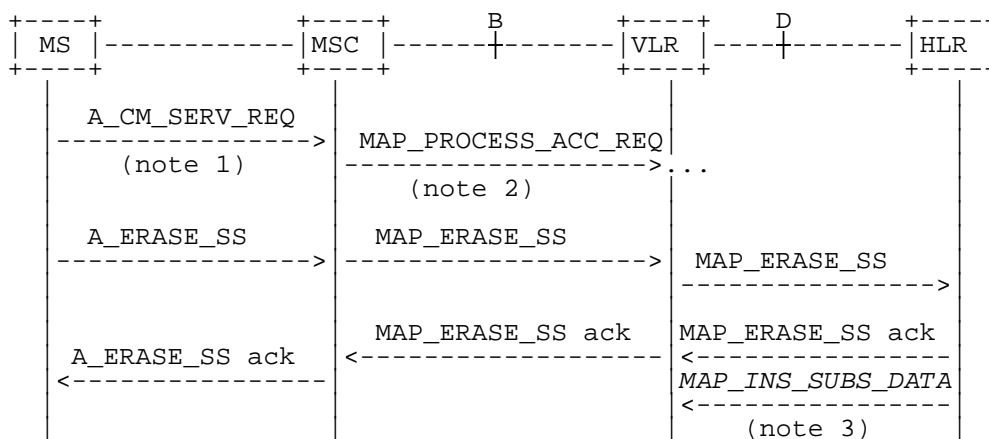 B D
MS MSC VLR HLR
A_CM_SERV_REQ
MAP_PROCESS_ACC_REQ
(note 1) ...
(note 2)
A_ERASE_SS MAP_ERASE_SS
MAP_ERASE_SS
MAP_ERASE_SS ack MAP_ERASE_SS ack
A_ERASE_SS ack
MAP_INS_SUBS_DATA
(note 3)